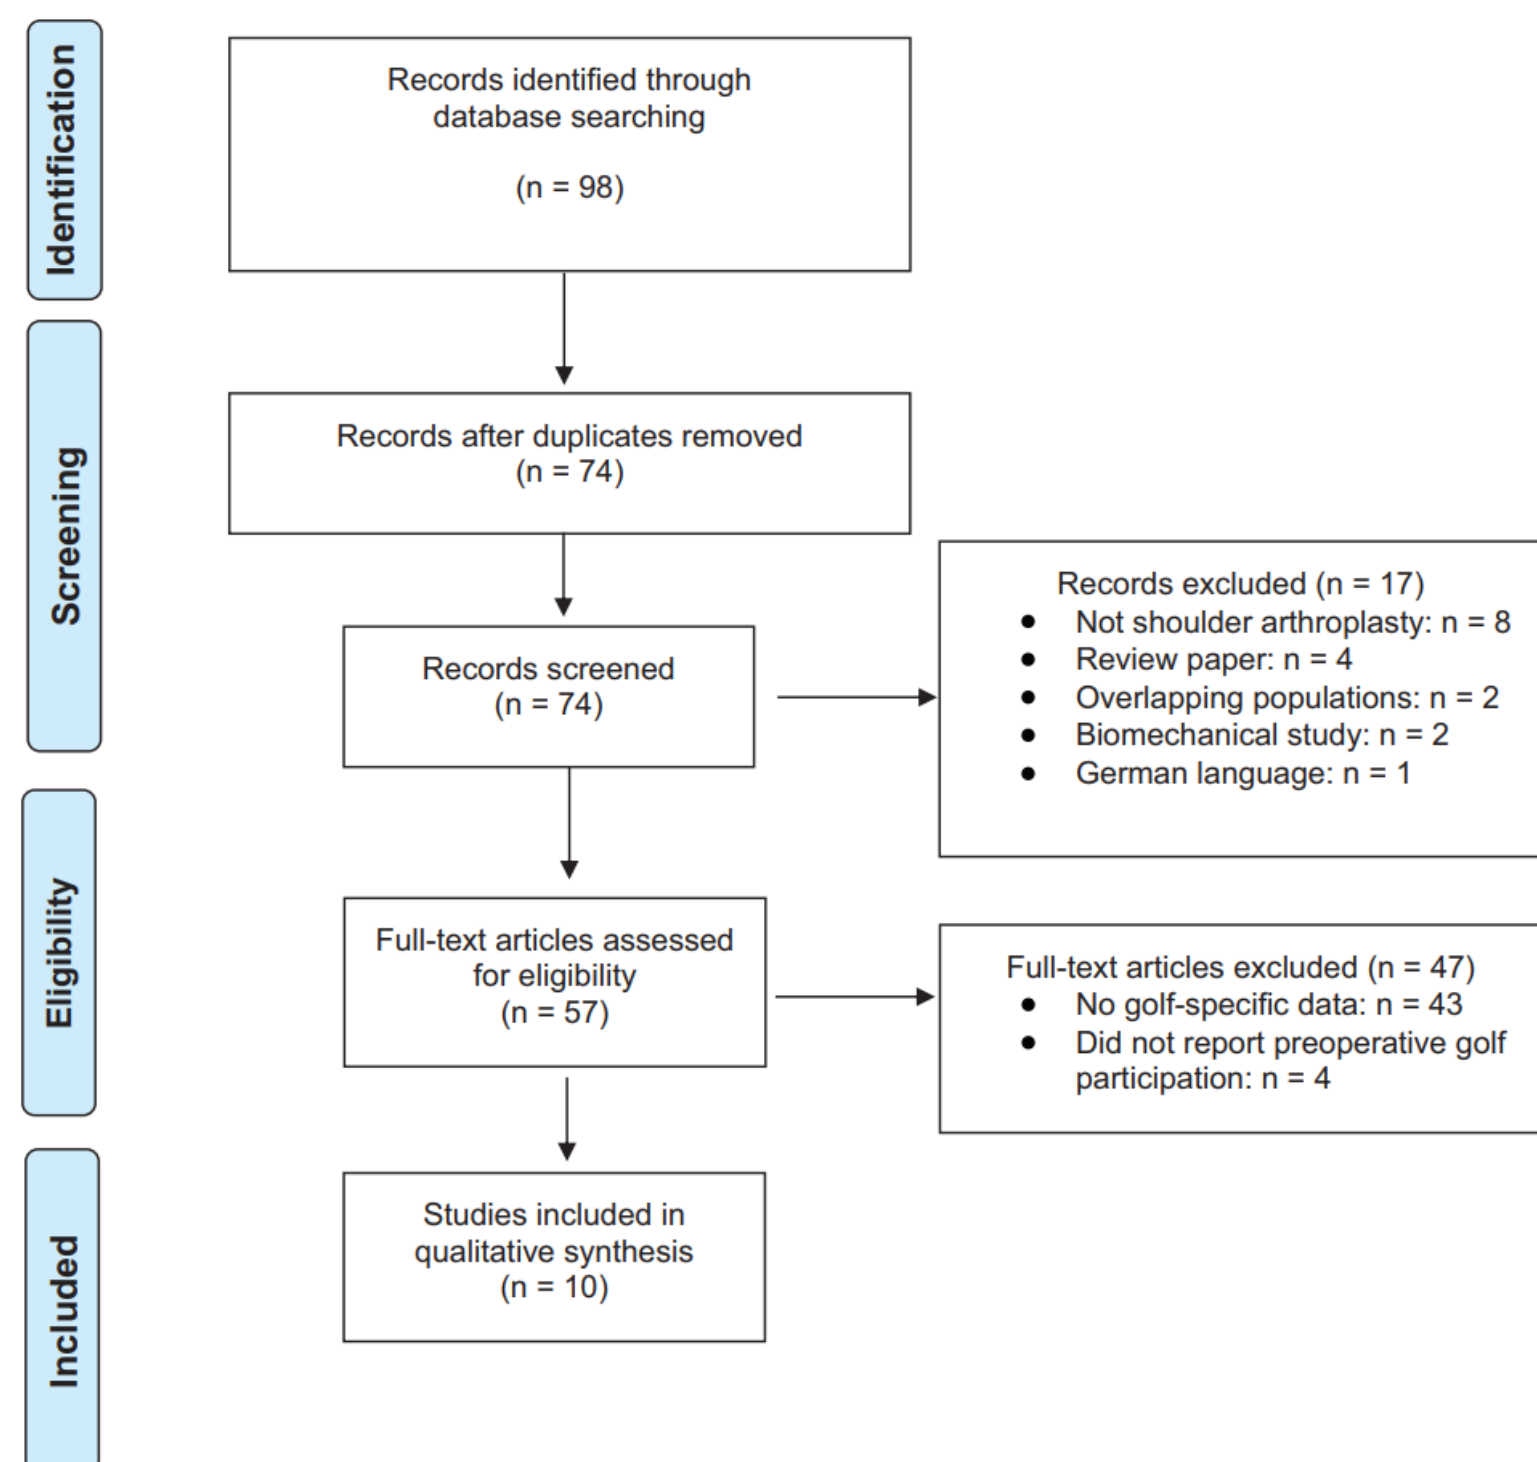 Identification
Records identified through
database searching
(n = 98)
Screening
Records after duplicates removed
(n = 74)
Records screened
(n = 74)
Records excluded (n = 17)
● Not shoulder arthroplasty: n = 8
● Review paper: n = 4
● Overlapping populations: n = 2
● Biomechanical study: n = 2
● German language: n = 1
Eligibility
Full-text articles assessed
for eligibility
(n = 57)
Full-text articles excluded (n = 47)
● No golf-specific data: n = 43
● Did not report preoperative golf
participation: n = 4
Included
Studies included in
qualitative synthesis
(n = 10)